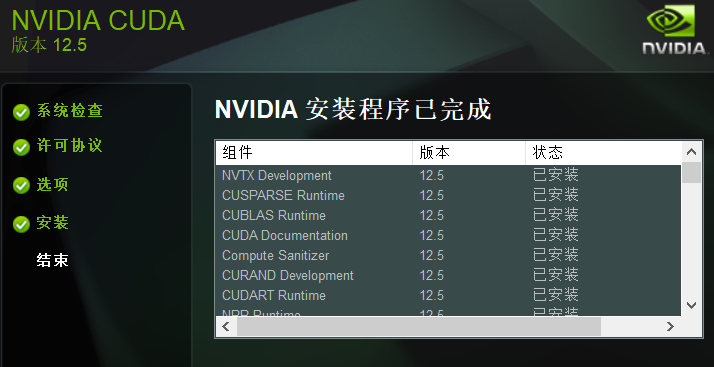 NVIDIA CUDA
版本 12.5
NVIDIA
系统检查
许可协议
选项
安装
结束
NVIDIA 安装程序已完成
组件 版本 状态
NVTX Development 12.5 已安装
CUSPARSE Runtime 12.5 已安装
CUBLAS Runtime 12.5 已安装
CUDA Documentation 12.5 已安装
Compute Sanitizer 12.5 已安装
CURAND Development 12.5 已安装
CUDART Runtime 12.5 已安装
NPP Runtime 12.5 已安装